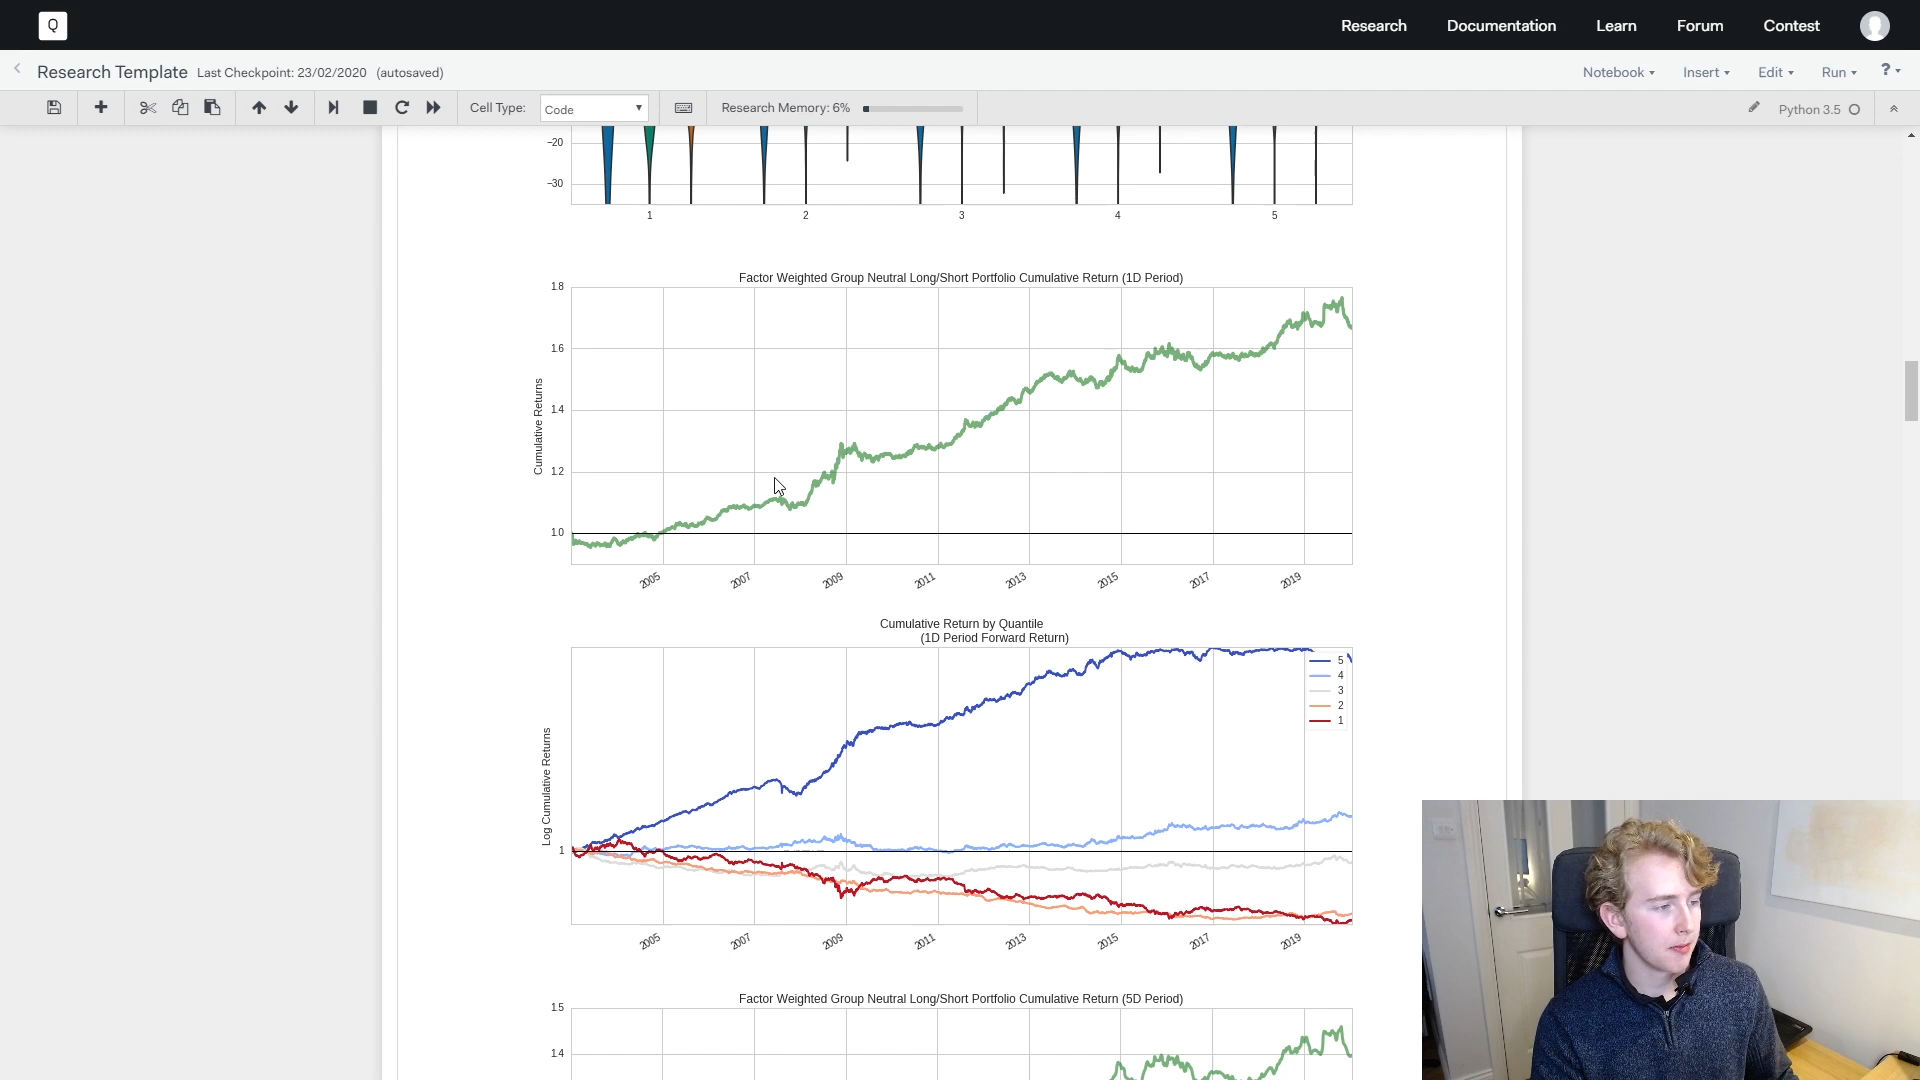 Q
Research
Documentation
Learn
Forum
Contest
Research Template Last Checkpoint: 23/02/2020 (autosaved)
Notebook
Insert
Edit
Run
?
Cell Type:
Code
Research Memory: 6%
Python 3.5
−20
−30
1 2 3 4 5
Factor Weighted Group Neutral Long/Short Portfolio Cumulative Return (1D Period)
1.8
1.6
1.4
1.2
1.0
Cumulative Returns
2005 2007 2009 2011 2013 2015 2017 2019
Cumulative Return by Quantile
(1D Period Forward Return)
5
4
3
2
1
Log Cumulative Returns
1
2005 2007 2009 2011 2013 2015 2017 2019
Factor Weighted Group Neutral Long/Short Portfolio Cumulative Return (5D Period)
1.5
1.4